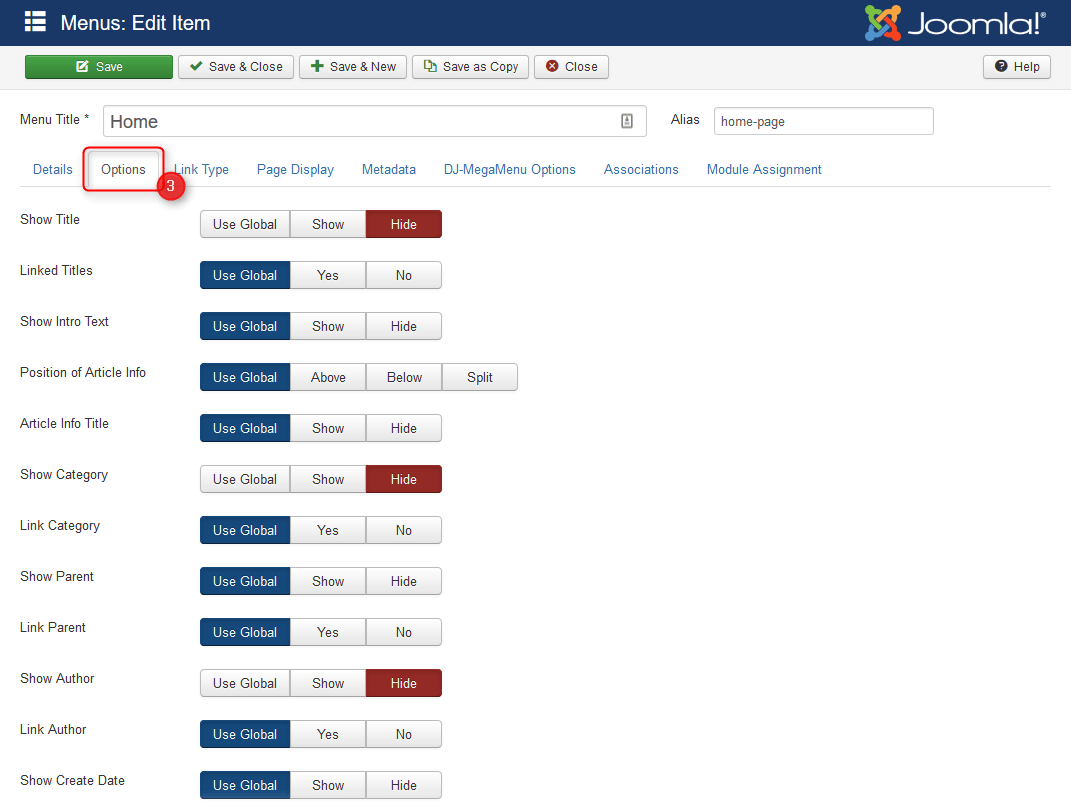 Menus: Edit Item Joomla!®
Save Save & Close Save & New Save as Copy Close Help
Menu Title * Home Alias home-page
Details Options Link Type Page Display Metadata DJ-MegaMenu Options Associations Module Assignment
3
Show Title Use Global Show Hide
Linked Titles Use Global Yes No
Show Intro Text Use Global Show Hide
Position of Article Info Use Global Above Below Split
Article Info Title Use Global Show Hide
Show Category Use Global Show Hide
Link Category Use Global Yes No
Show Parent Use Global Show Hide
Link Parent Use Global Yes No
Show Author Use Global Show Hide
Link Author Use Global Yes No
Show Create Date Use Global Show Hide